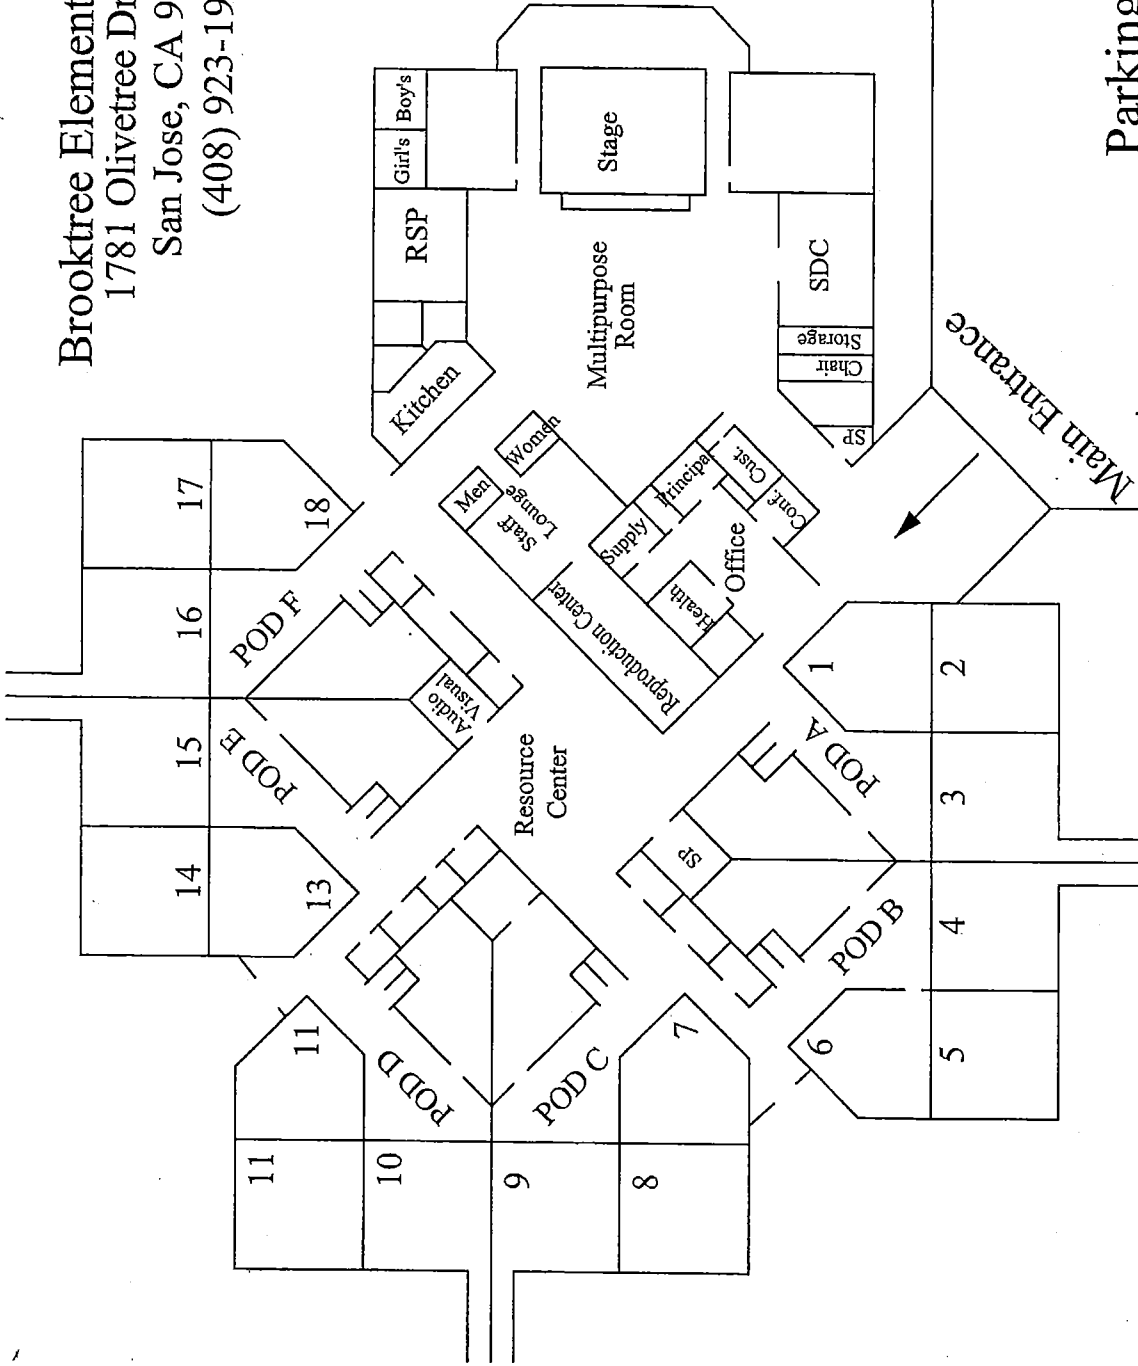 Brooktree Element
1781 Olivetree Dr
San Jose, CA 9
(408) 923-19
Parking
Main Entrance
Boy's
Girl's
RSP
Kitchen
Stage
Multipurpose
Room
SDC
Storage
Chair
SP
Women
Men
Staff
Lounge
Supply
Principal
Cust.
Conf.
Office
Health
Reproduction Center
Resource
Center
Audio
Visual
SP
POD A
POD B
POD C
POD D
POD E
POD F
1
2
3
4
5
6
7
8
9
10
11
11
13
14
15
16
17
18